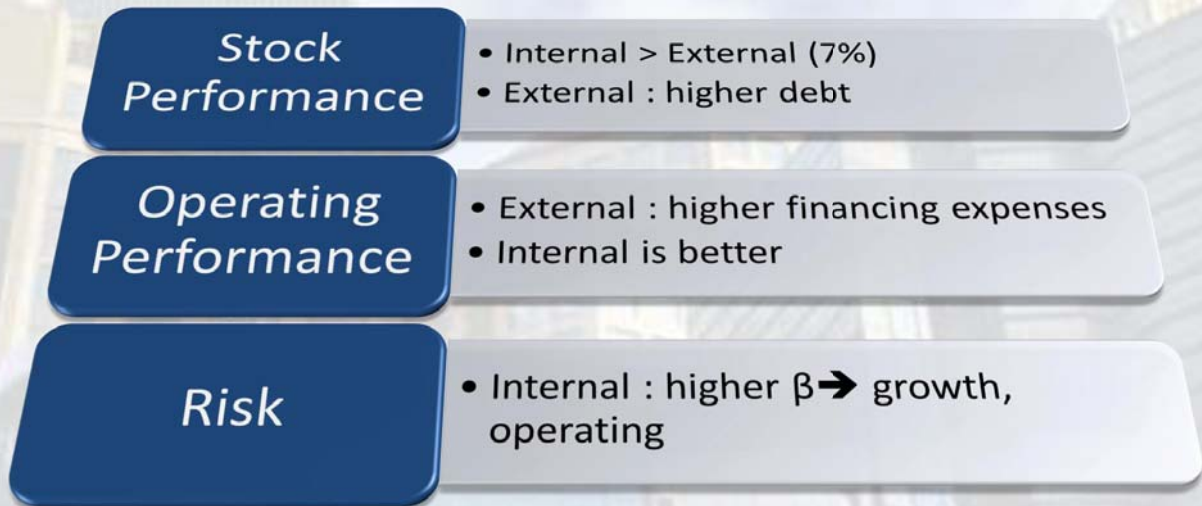 Stock
Performance
• Internal > External (7%)
• External : higher debt
Operating
Performance
• External : higher financing expenses
• Internal is better
Risk
• Internal : higher β➔ growth,
operating